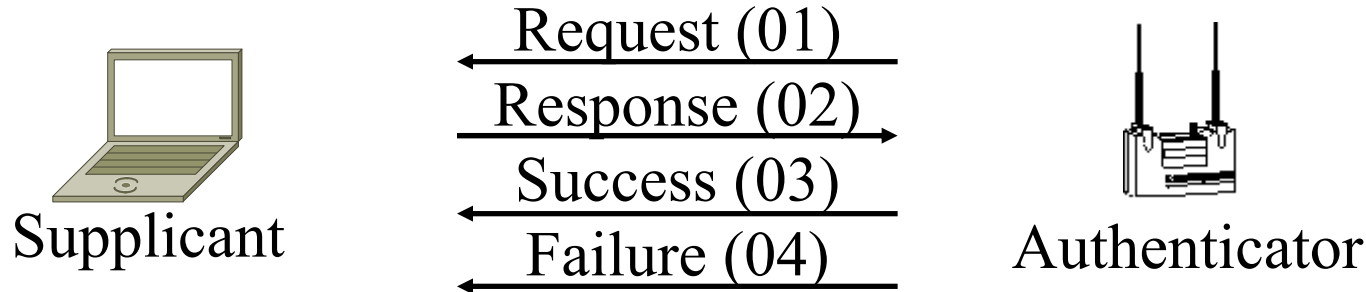 Request (01)
Response (02)
Success (03)
Failure (04)
Supplicant
Authenticator